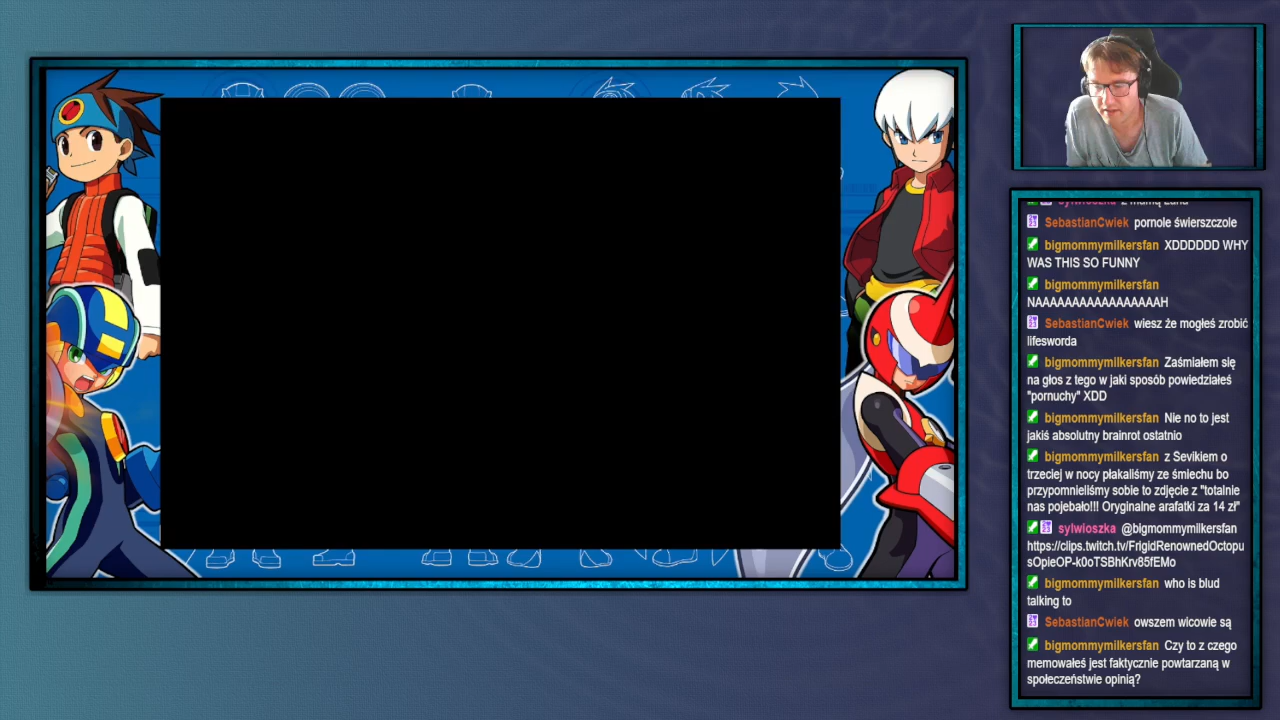 SebastianCwiek pornole świerszczole
bigmommymilkersfan XDDDDDD WHY
WAS THIS SO FUNNY
bigmommymilkersfan
NAAAAAAAAAAAAAAAAH
SebastianCwiek wiesz że mogłeś zrobić
lifesworda
bigmommymilkersfan Zaśmiałem się
na głos z tego w jaki sposób powiedziałeś
"pornuchy" XDD
bigmommymilkersfan Nie no to jest
jakiś absolutny brainrot ostatnio
bigmommymilkersfan z Sevikiem o
trzeciej w nocy płakaliśmy ze śmiechu bo
przypomnieliśmy sobie to zdjęcie z "totalnie
nas pojebało!!! Oryginalne arafatki za 14 zł"
sylwioszka @bigmommymilkersfan
https://clips.twitch.tv/FrigidRenownedOctopu
sOpieOP-k0oTSBhKrv85fEMo
bigmommymilkersfan who is blud
talking to
SebastianCwiek owszem wicowie są
bigmommymilkersfan Czy to z czego
memowałeś jest faktycznie powtarzaną w
społeczeństwie opinią?